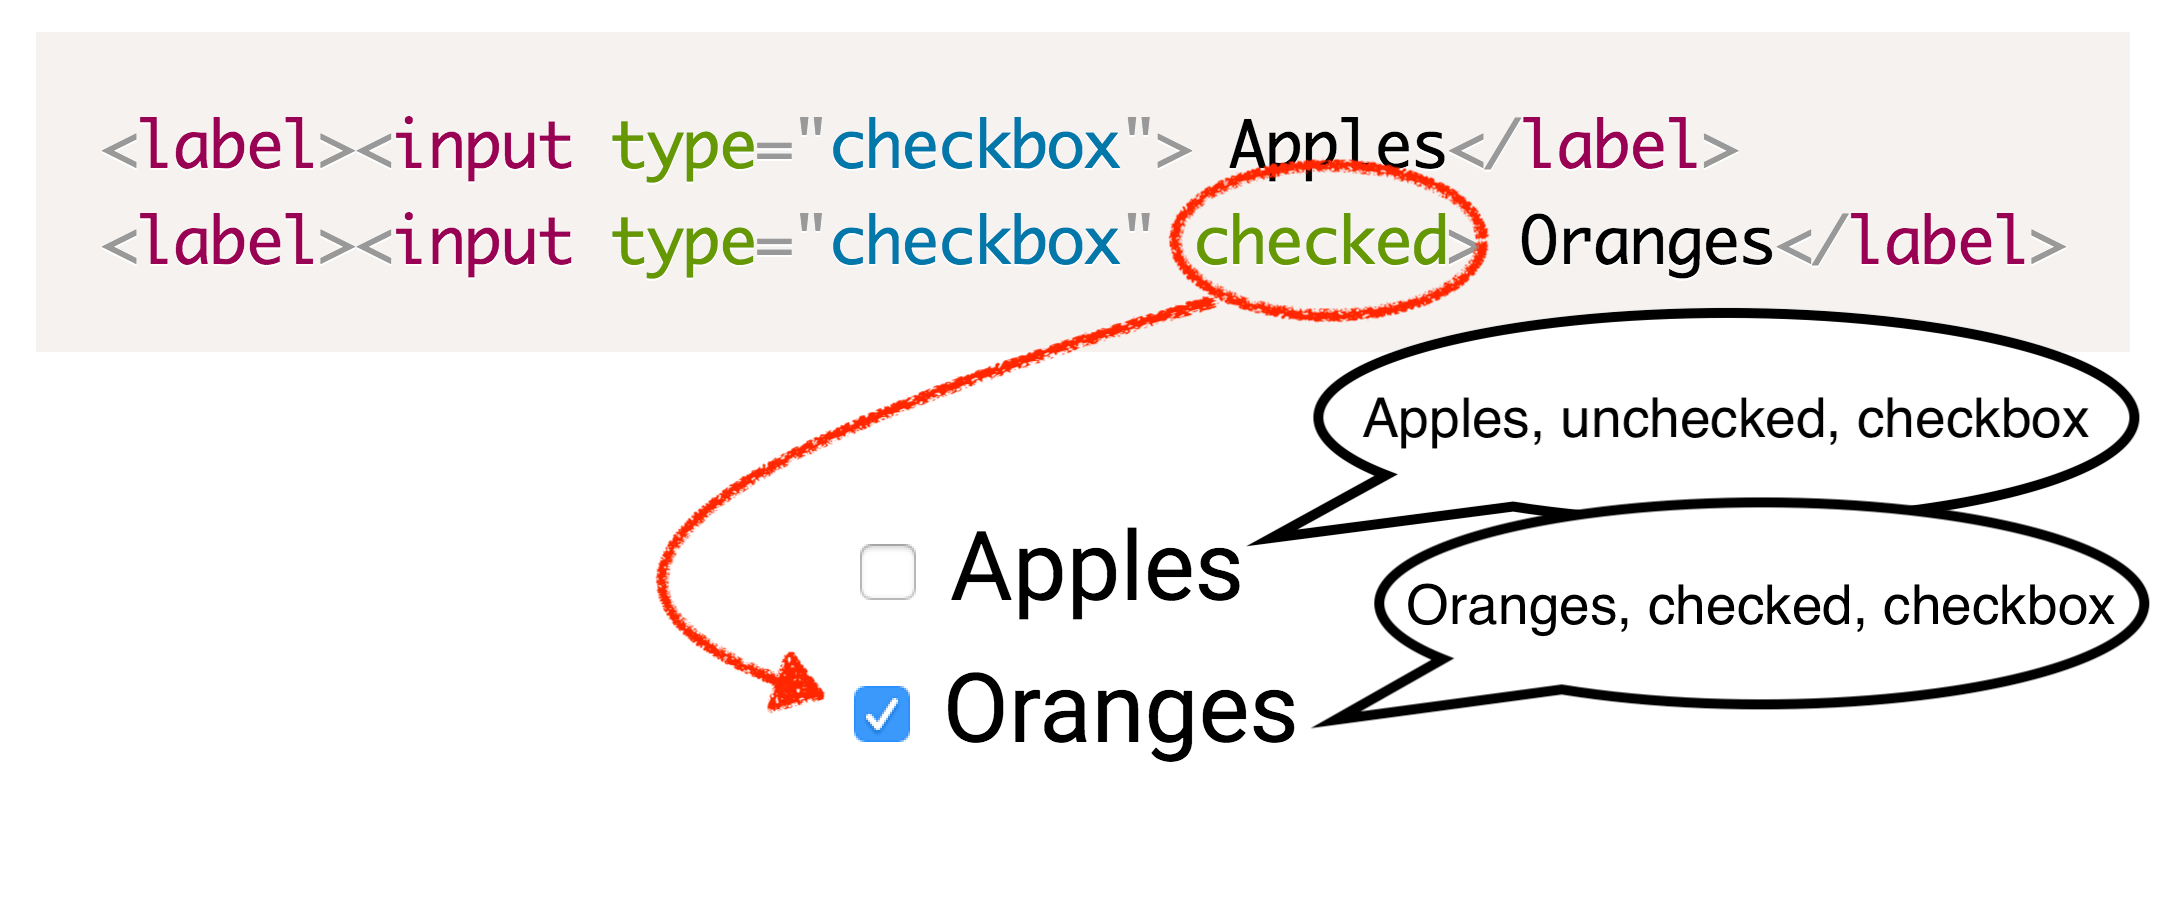 <label><input type="checkbox"> Apples</label>
<label><input type="checkbox" checked> Oranges</label>
Apples, unchecked, checkbox
Apples
Oranges, checked, checkbox
Oranges